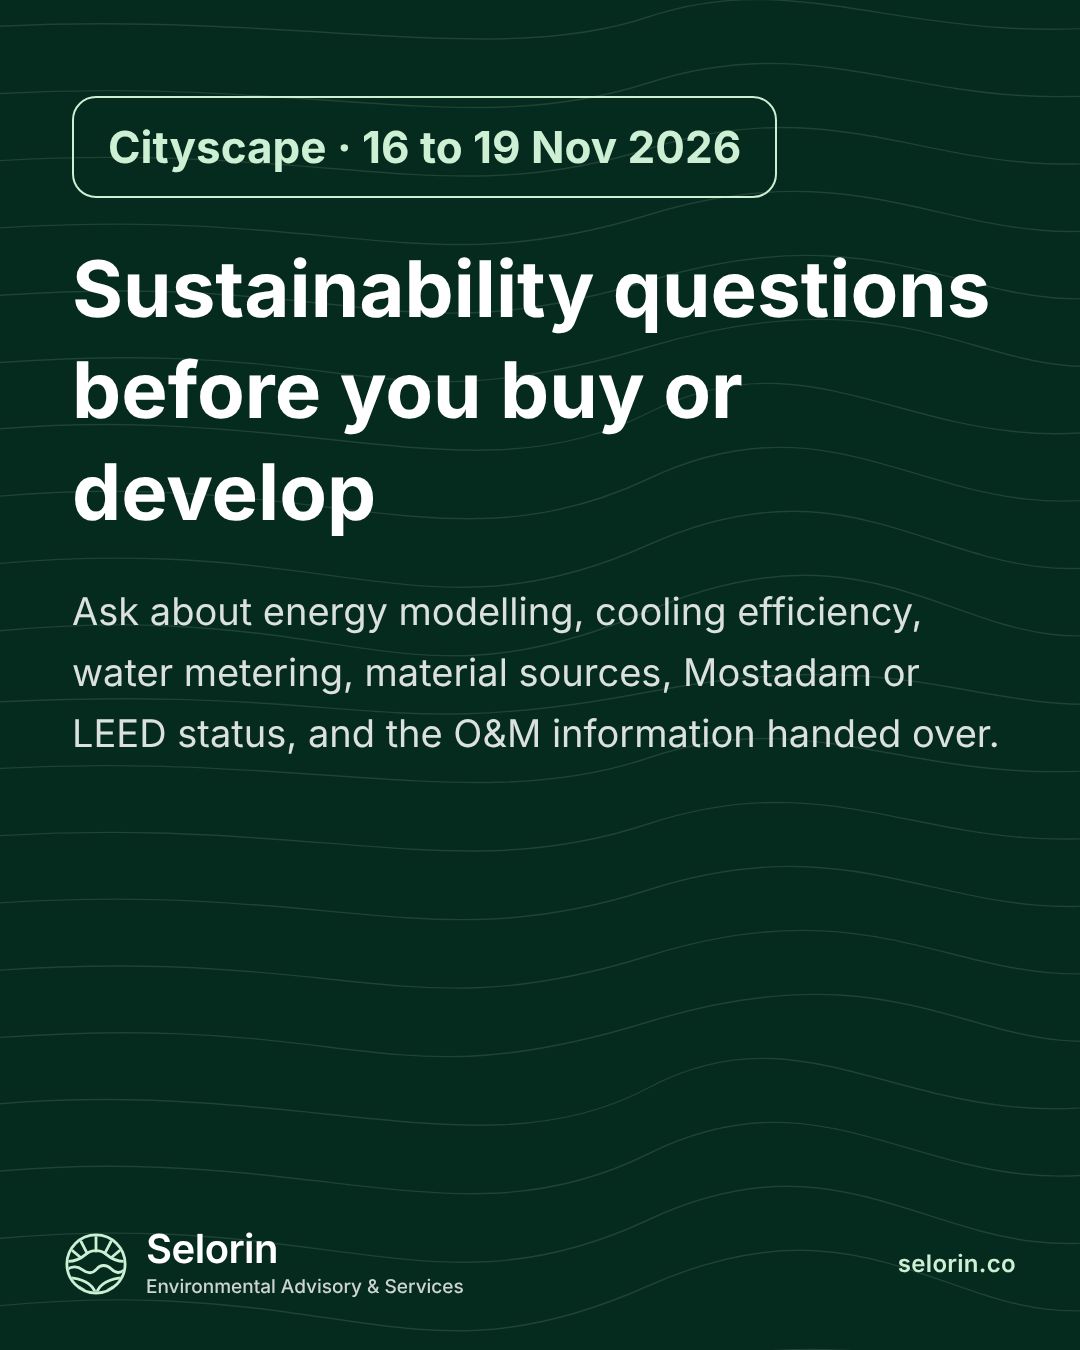 Cityscape · 16 to 19 Nov 2026
Sustainability questions
before you buy or
develop
Ask about energy modelling, cooling efficiency,
water metering, material sources, Mostadam or
LEED status, and the O&M information handed over.
Selorin
Environmental Advisory & Services
selorin.co